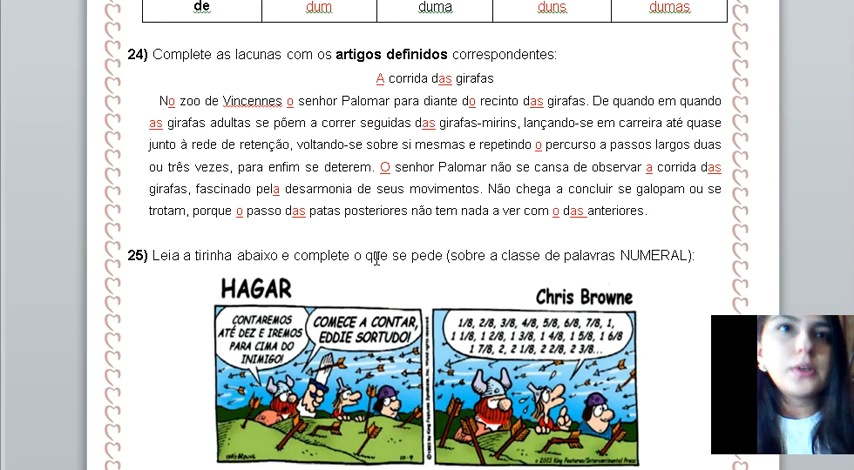 de dum duma duns dumas
24) Complete as lacunas com os artigos definidos correspondentes:
A corrida das girafas
No zoo de Vincennes o senhor Palomar para diante do recinto das girafas. De quando em quando
as girafas adultas se põem a correr seguidas das girafas-mirins, lançando-se em carreira até quase
junto à rede de retenção, voltando-se sobre si mesmas e repetindo o percurso a passos largos duas
ou três vezes, para enfim se deterem. O senhor Palomar não se cansa de observar a corrida das
girafas, fascinado pela desarmonia de seus movimentos. Não chega a concluir se galopam ou se
trotam, porque o passo das patas posteriores não tem nada a ver com o das anteriores.
25) Leia a tirinha abaixo e complete o que se pede (sobre a classe de palavras NUMERAL):
HAGAR
Chris Browne
CONTAREMOS
ATÉ DEZ E IREMOS
PARA CIMA DO
INIMIGO!
COMECE A CONTAR,
EDDIE SORTUDO!
1/8, 2/8, 3/8, 4/8, 5/8, 6/8, 7/8, 1,
1 1/8, 1 2/8, 1 3/8, 1 4/8, 1 5/8, 1 6/8
1 7/8, 2, 2 1/8, 2 2/8, 2 3/8...